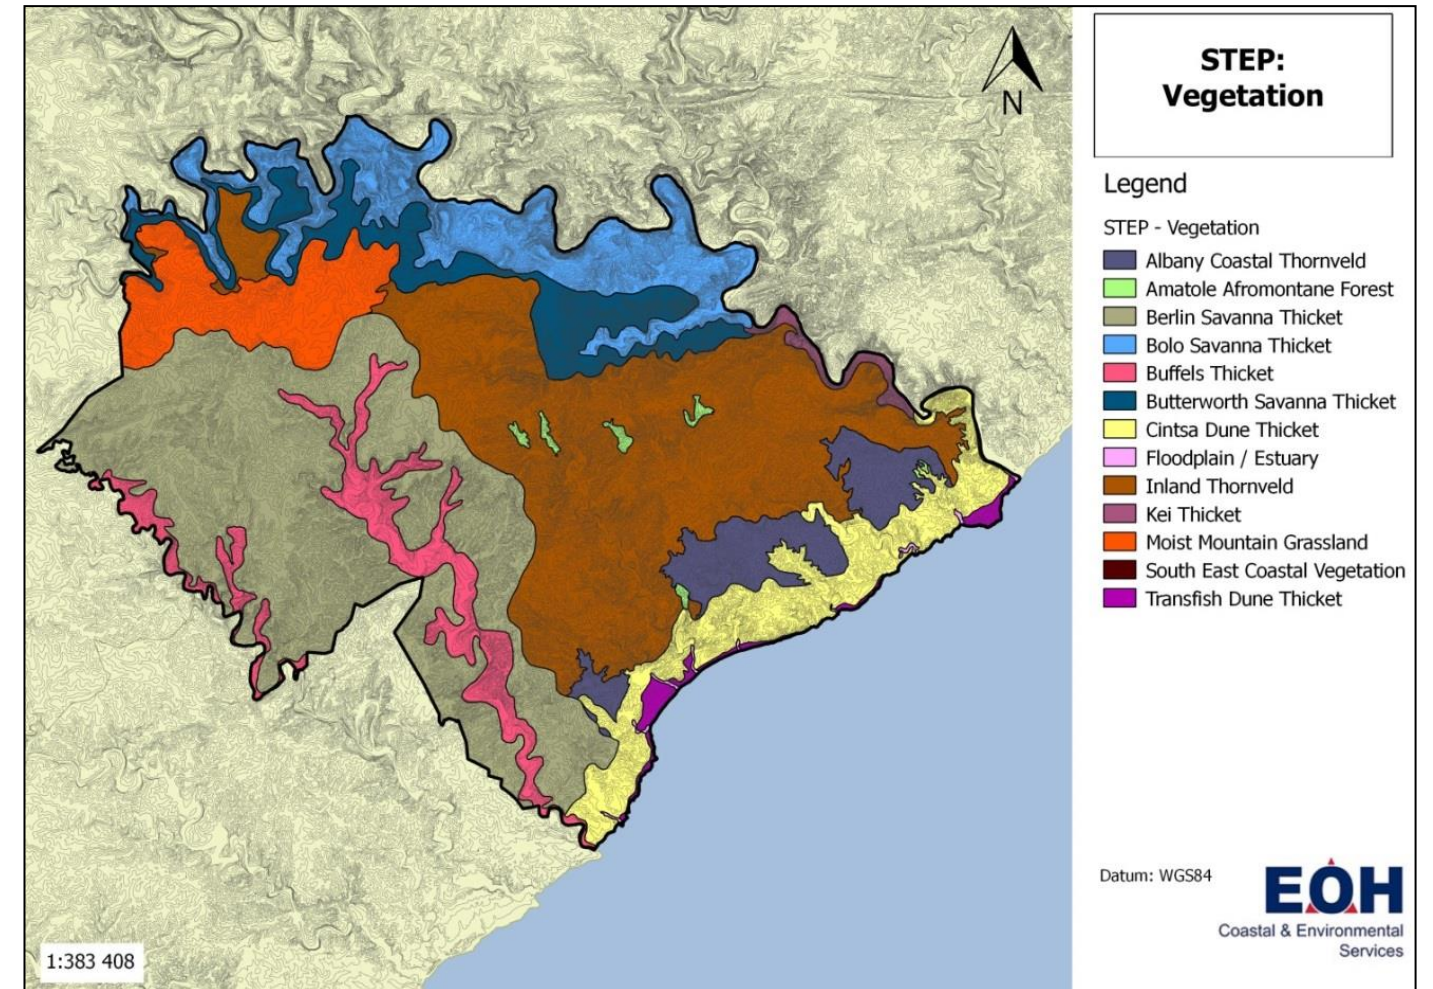 STEP:
Vegetation
N
Legend
STEP - Vegetation
Albany Coastal Thornveld
Amatole Afromontane Forest
Berlin Savanna Thicket
Bolo Savanna Thicket
Buffels Thicket
Butterworth Savanna Thicket
Cintsa Dune Thicket
Floodplain / Estuary
Inland Thornveld
Kei Thicket
Moist Mountain Grassland
South East Coastal Vegetation
Transfish Dune Thicket
Datum: WGS84
EOH
Coastal & Environmental
Services
1:383 408